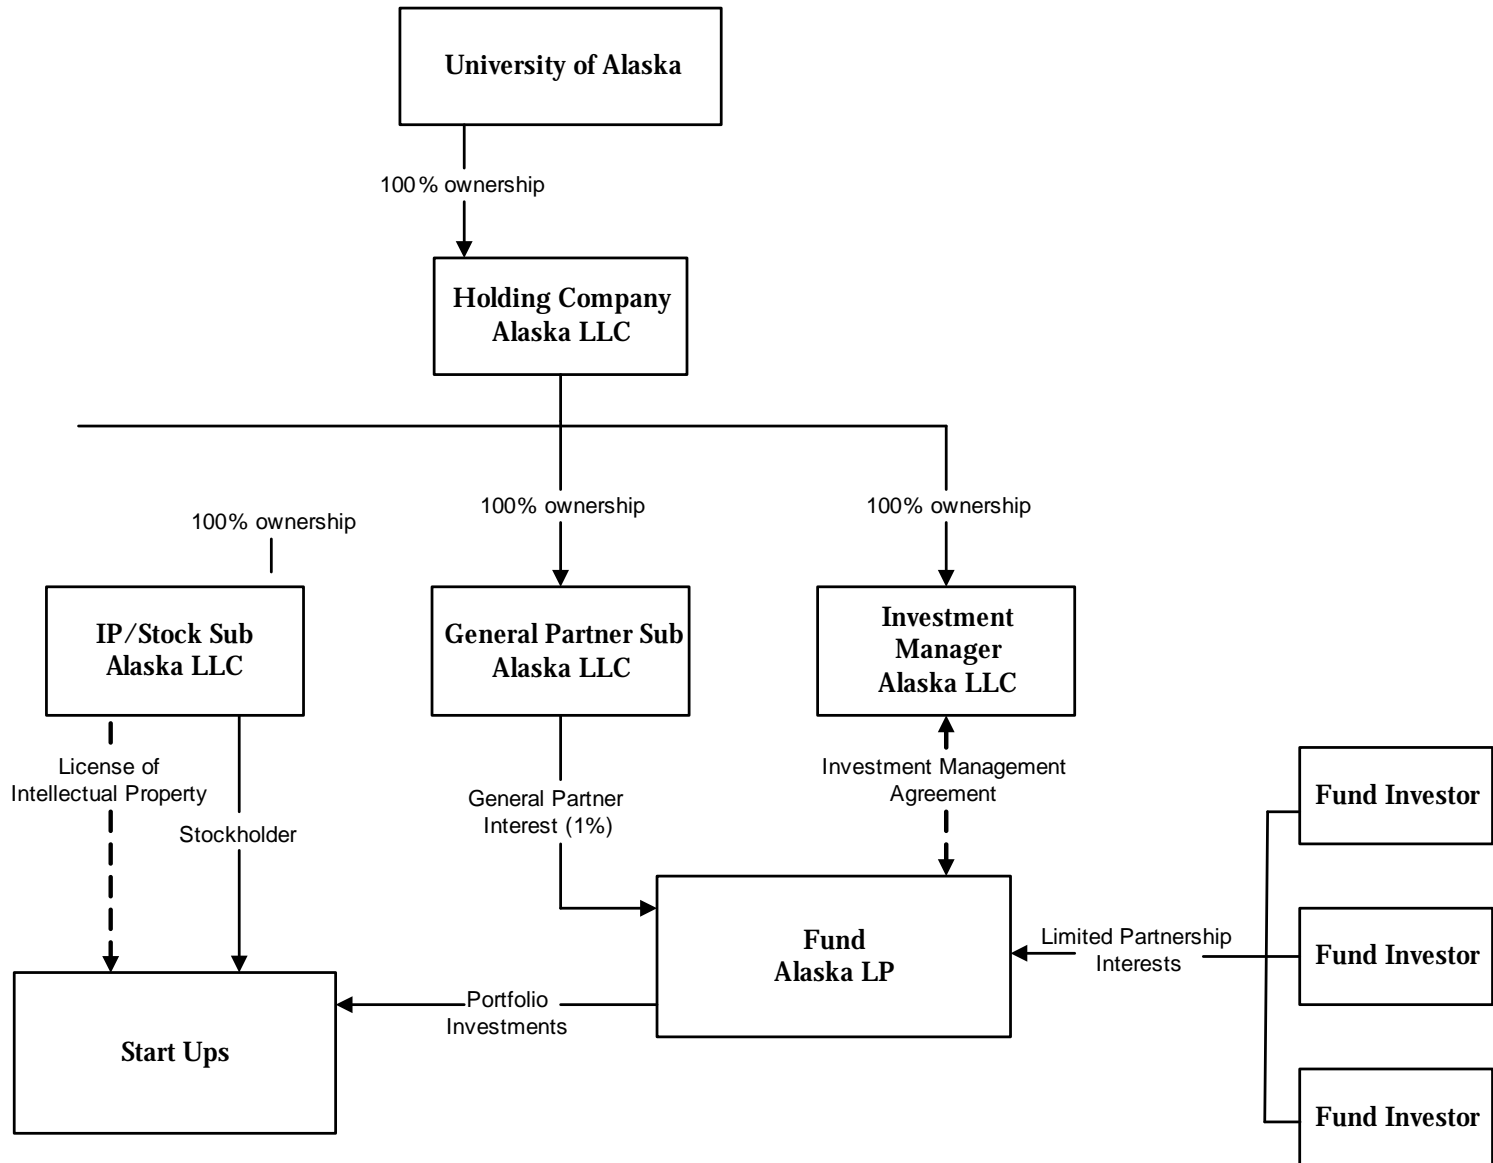 University of Alaska
100% ownership
Holding Company
Alaska LLC
100% ownership
100% ownership
100% ownership
IP/Stock Sub
Alaska LLC
General Partner Sub
Alaska LLC
Investment
Manager
Alaska LLC
License of
Intellectual Property
Stockholder
General Partner
Interest (1%)
Investment Management
Agreement
Fund Investor
Fund
Alaska LP
Limited Partnership
Interests
Fund Investor
Portfolio
Investments
Start Ups
Fund Investor